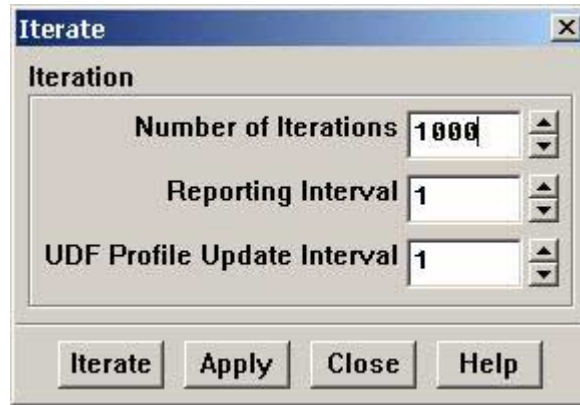 Iterate
Iteration
Number of Iterations 1000
Reporting Interval 1
UDF Profile Update Interval 1
Iterate Apply Close Help